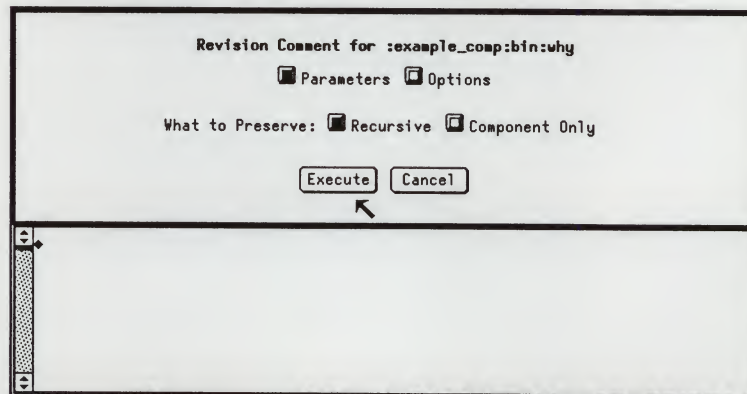 Revision Comment for :example_comp:bin:why
Parameters Options
What to Preserve: Recursive Component Only
Execute Cancel